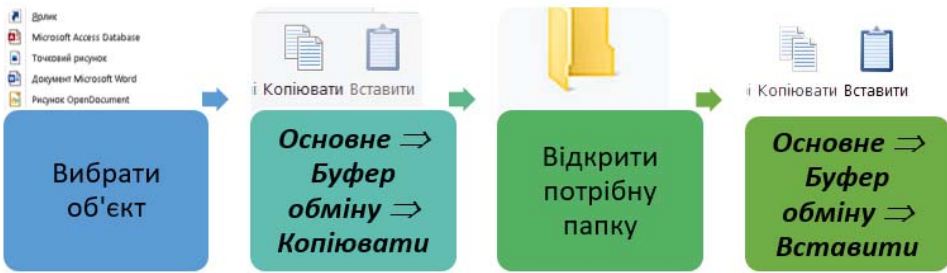 Ярлик
Microsoft Access Database
Точковий рисунок
Документ Microsoft Word
Рисунок OpenDocument
Вибрати
об'єкт
і Копіювати Вставити
Основне ⇒
Буфер
обміну ⇒
Копіювати
Відкрити
потрібну
папку
і Копіювати Вставити
Основне ⇒
Буфер
обміну ⇒
Вставити